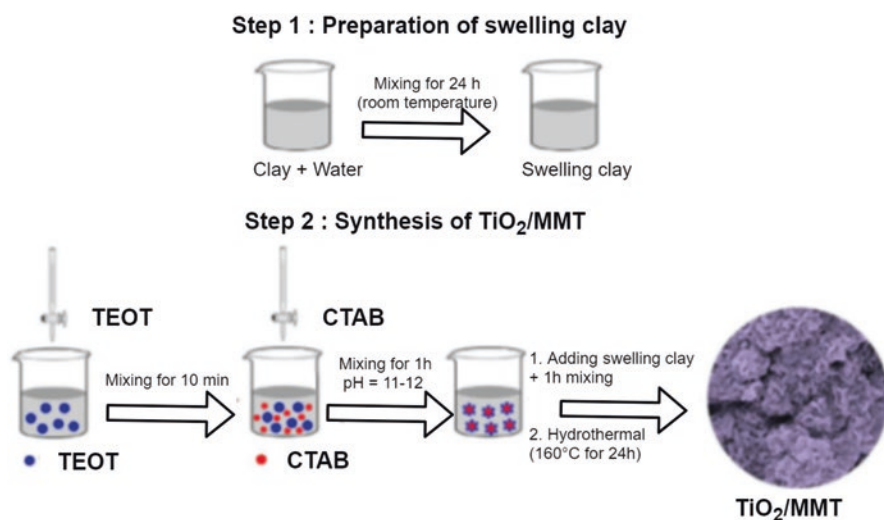 Step 1 : Preparation of swelling clay
Mixing for 24 h
(room temperature)
Clay + Water
Swelling clay
Step 2 : Synthesis of TiO₂/MMT
TEOT
CTAB
Mixing for 10 min
Mixing for 1h
pH = 11-12
1. Adding swelling clay
+ 1h mixing
2. Hydrothermal
(160°C for 24h)
TEOT
CTAB
TiO₂/MMT